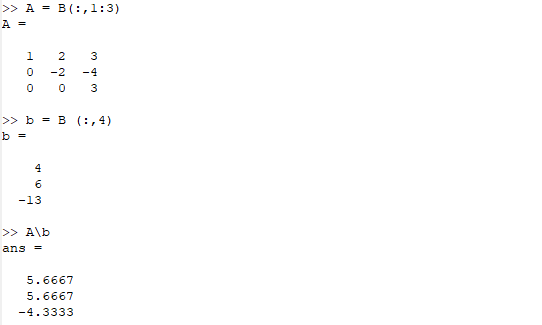 >> A = B(:,1:3)
A =
1 2 3
0 -2 -4
0 0 3
>> b = B (:,4)
b =
4
6
-13
>> A\b
ans =
5.6667
5.6667
-4.3333